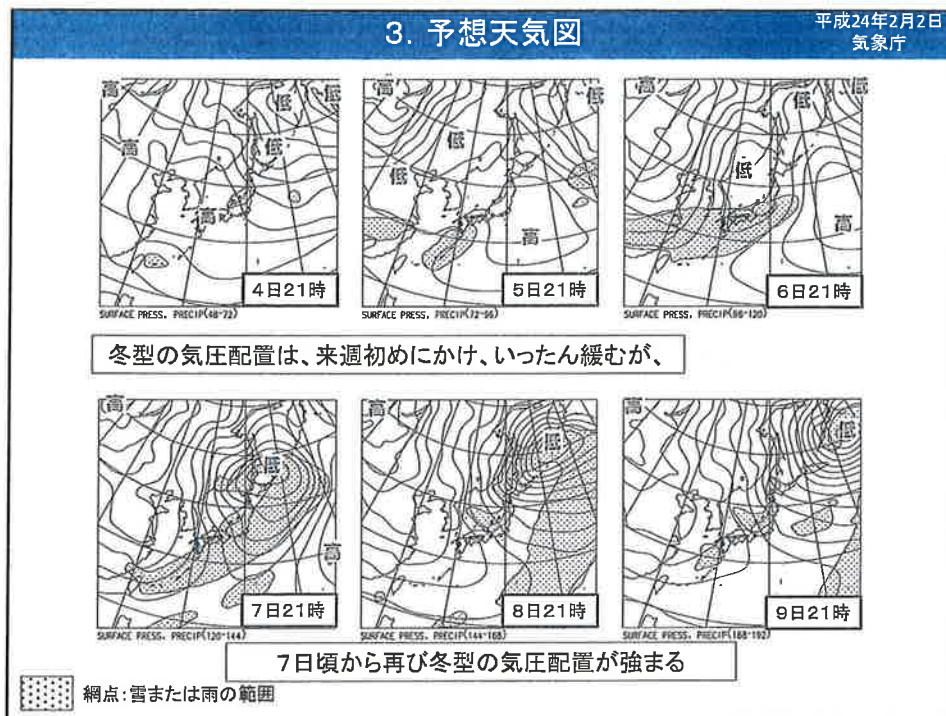 3. 予想天気図
平成24年2月2日
気象庁
高 低 低
高 低
高
4日21時
SURFACE PRESS, PRECIP(48-72)
高 低 低
低
低
高
5日21時
SURFACE PRESS, PRECIP(72-96)
高 低 低
低
高
6日21時
SURFACE PRESS, PRECIP(96-120)
冬型の気圧配置は、来週初めにかけ、いったん緩むが、
高
低
高
7日21時
SURFACE PRESS, PRECIP(120-144)
高
低
8日21時
SURFACE PRESS, PRECIP(144-168)
高
低
9日21時
SURFACE PRESS, PRECIP(168-192)
7日頃から再び冬型の気圧配置が強まる
網点:雪または雨の範囲